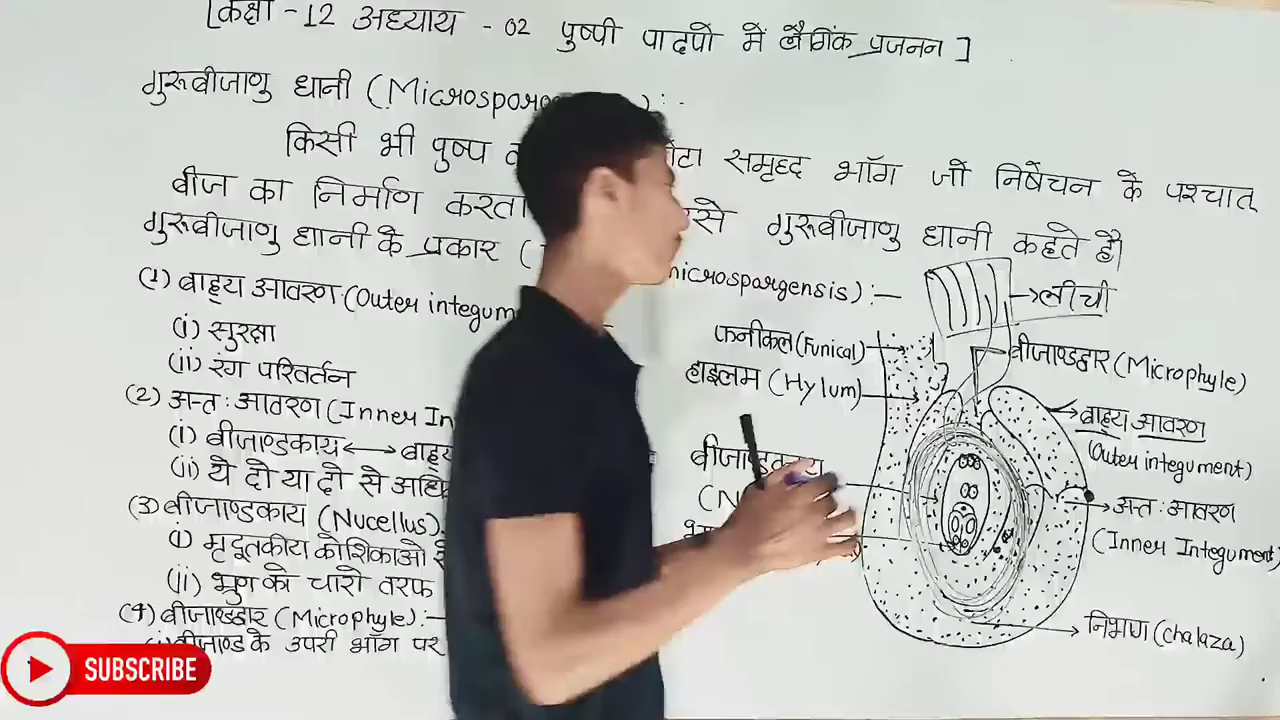 [कक्षा - 12 अध्याय - 02 पुष्पी पादपो में लैगिंक प्रजनन ]
गुरूबीजाणु धानी (Microsporo ) : -
किसी भी पुष्प समृध्द भॉग जो निषेचन के पश्चात्
बीज का निर्माण करता गुरूबीजाणु धानी कहते है।
गुरूबीजाणु धानी के प्रकार ( microspargensis) : —
(1) बाह्य आवरण (Outer integum
(i) सुरक्षा
(ii) रंग परिवर्तन
(2) अन्त : आवरण (Inner In
(i) बीजाण्डकाय ⟷ बाह्य
(ii) ये दो या दो से अधि
(3) बीजाण्डकाय (Nucellus)
(i) मृदूतकीय कोशिकाओ
(ii) भ्रुण को चारो तरफ
(4) बीजाण्डद्वार (Microphyle) : —
(i) बीजाण्ड के उपरी भॉग पर
लीची
फनीकल (Funical)
हाइलम (Hylum)
बीजाण्डकाय
(N
बीजाण्डद्वार (Microphyle)
बाह्य आवरण
(Outer integument)
अन्त : आवरण
(Inner Integument)
निभाग (chalaza)
SUBSCRIBE